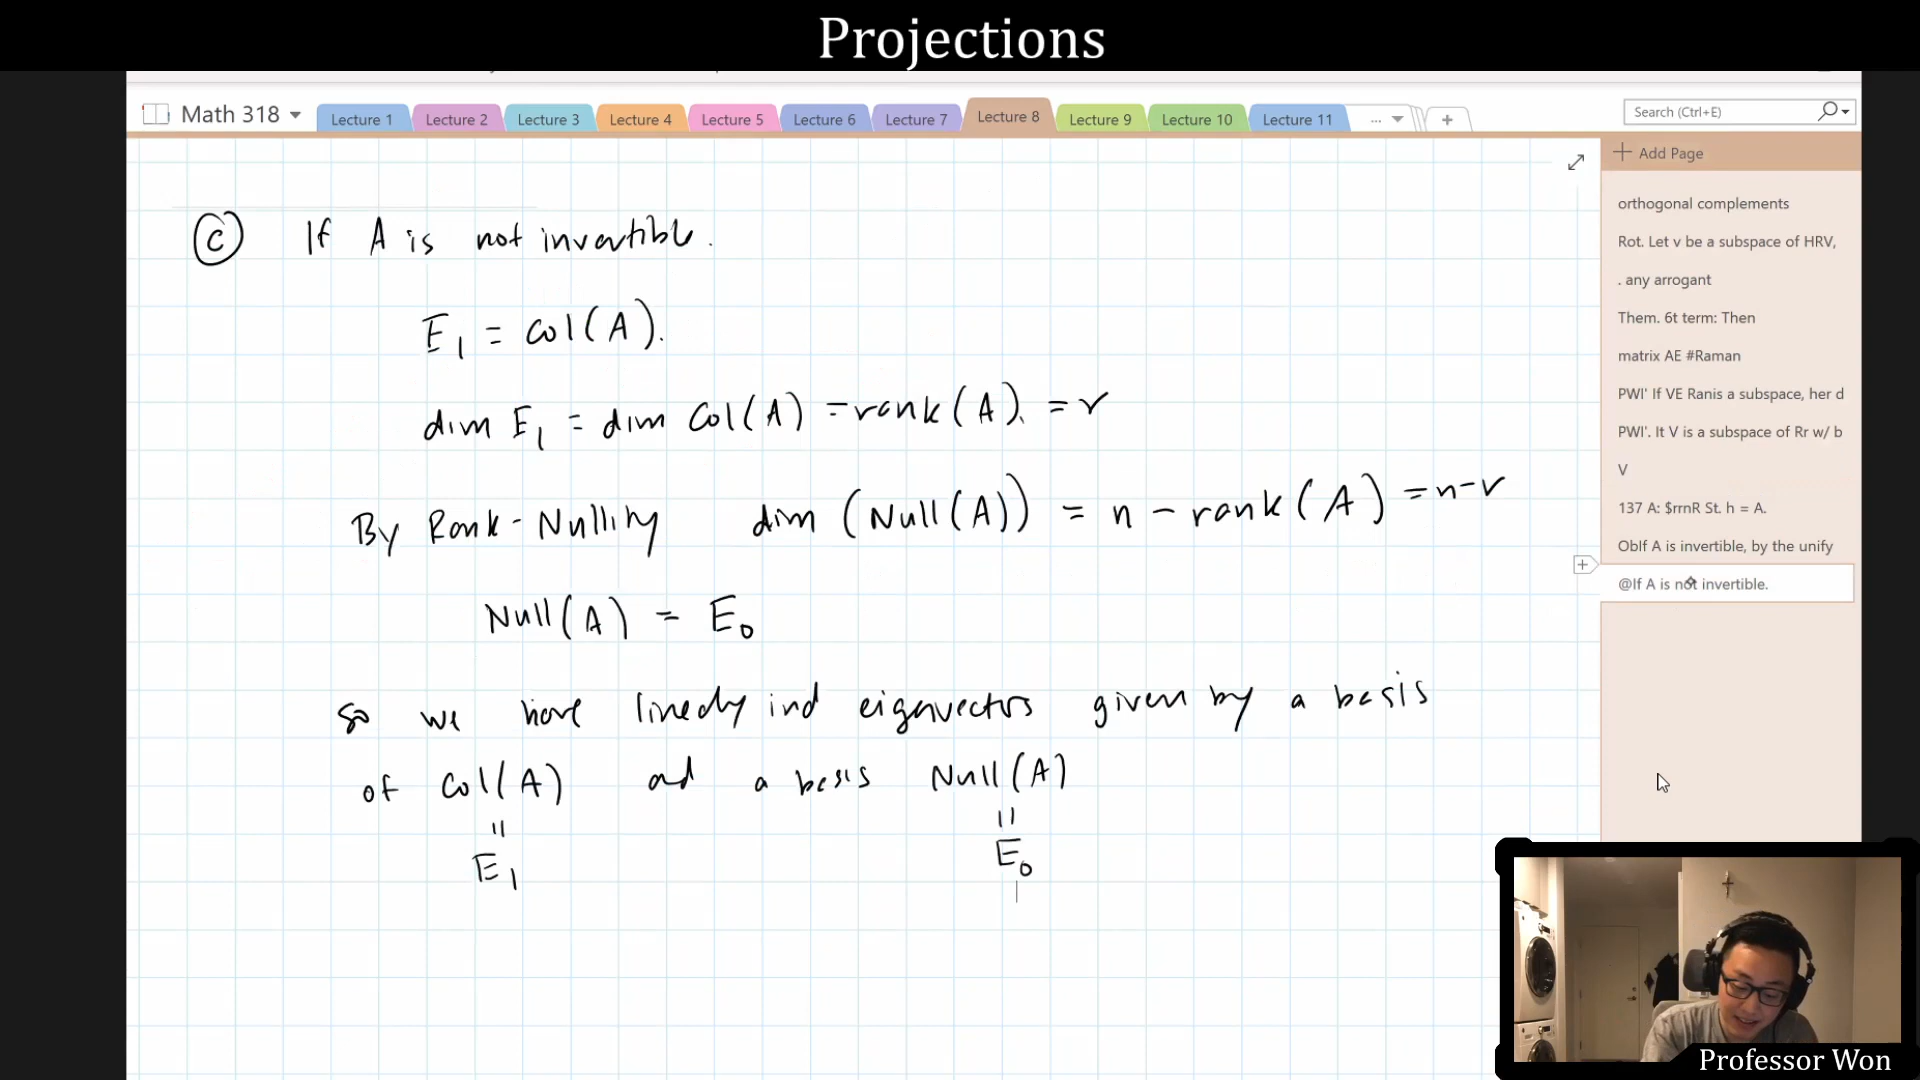 Projections
Math 318
Lecture 1
Lecture 2
Lecture 3
Lecture 4
Lecture 5
Lecture 6
Lecture 7
Lecture 8
Lecture 9
Lecture 10
Lecture 11
...
+
Search (Ctrl+E)
Add Page
orthogonal complements
Rot. Let v be a subspace of HRV,
. any arrogant
Them. 6t term: Then
matrix AE #Raman
PWI' If VE Ranis a subspace, her d
PWI'. It V is a subspace of Rr w/ b
V
137 A: $rrnR St. h = A.
Oblf A is invertible, by the unify
@If A is not invertible.
(c) If A is not invertible.
E₁ = Col(A).
dim E₁ = dim Col(A) = rank(A). = r
By Rank-Nullity dim (Null(A)) = n - rank(A) = n-r
Null(A) = E₀
so we have linearly ind eigenvectors given by a basis
of Col(A) and a basis Null(A)
= =
E₁ E₀
Professor Won